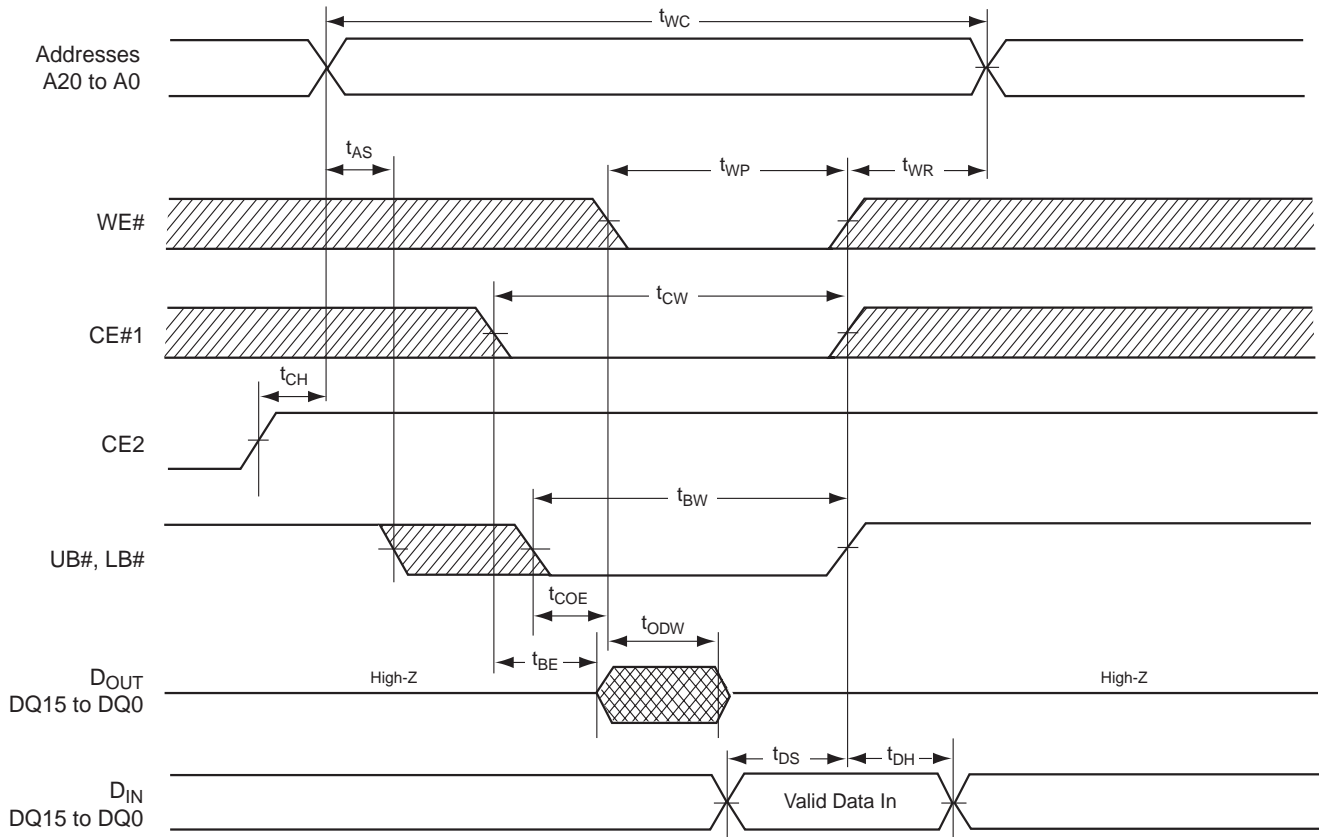 tWC
Addresses
A20 to A0
tAS
tWP
tWR
WE#
tCW
CE#1
tCH
CE2
tBW
UB#, LB#
tCOE
tODW
tBE
DOUT
DQ15 to DQ0
High-Z
High-Z
tDS
tDH
DIN
DQ15 to DQ0
Valid Data In